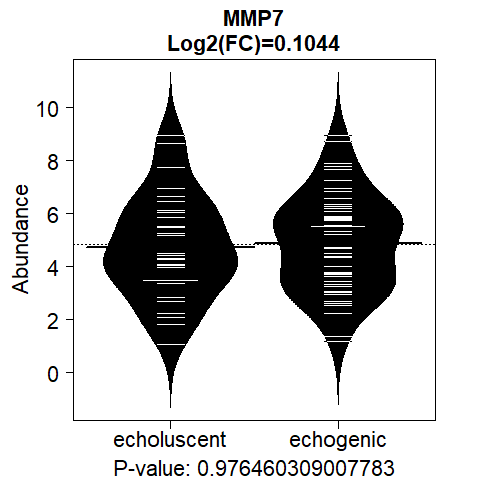 MMP7
Log2(FC)=0.1044
Abundance
10
8
6
4
2
0
echoluscent echogenic
P-value: 0.976460309007783